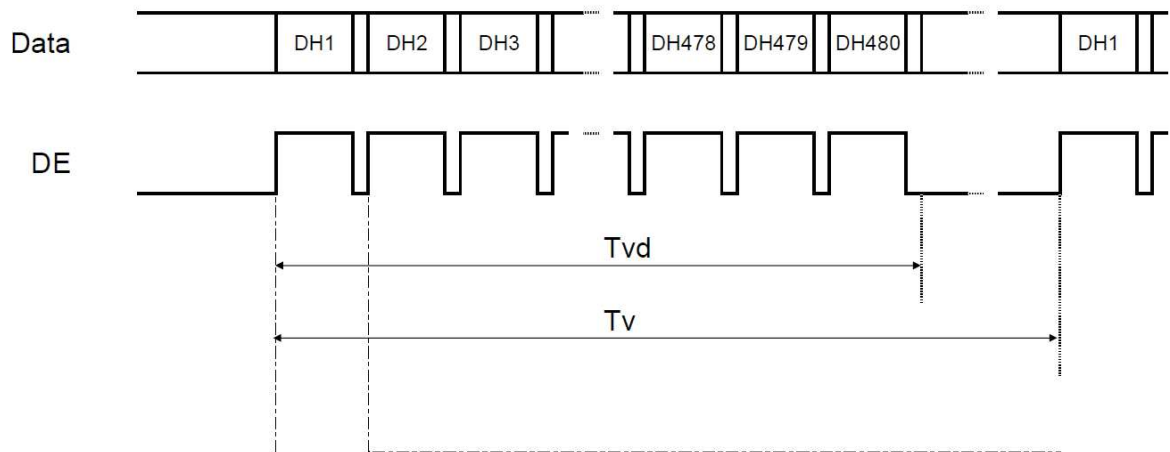 Data
DH1 DH2 DH3 DH478 DH479 DH480 DH1
DE
Tvd
Tv